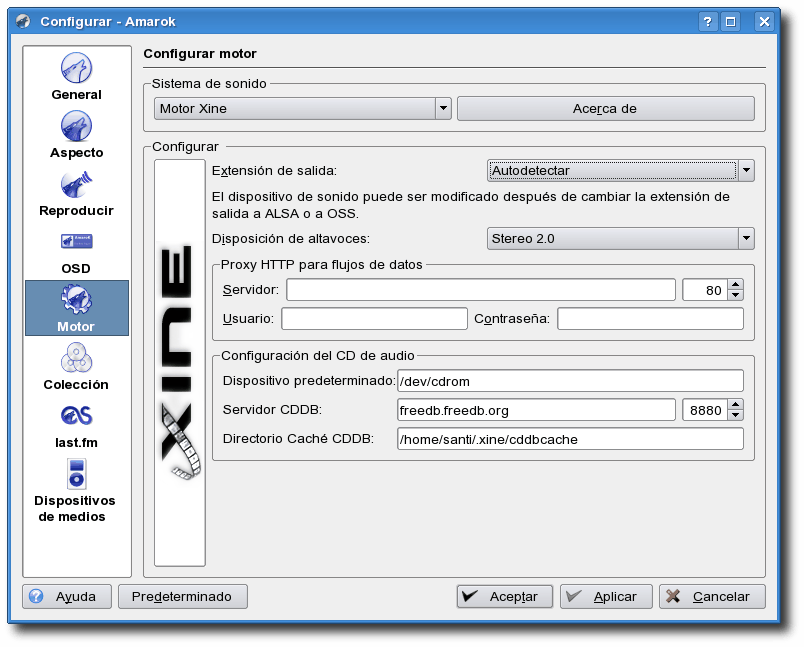 Configurar - Amarok
General
Aspecto
Reproducir
OSD
Motor
Colección
last.fm
Dispositivos
de medios
Configurar motor
Sistema de sonido
Motor Xine
Acerca de
Configurar
XINE
Extensión de salida:
Autodetectar
El dispositivo de sonido puede ser modificado después de cambiar la extensión de
salida a ALSA o a OSS.
Disposición de altavoces:
Stereo 2.0
Proxy HTTP para flujos de datos
Servidor:
80
Usuario:
Contraseña:
Configuración del CD de audio
Dispositivo predeterminado:
/dev/cdrom
Servidor CDDB:
freedb.freedb.org
8880
Directorio Caché CDDB:
/home/santi/.xine/cddbcache
Ayuda
Predeterminado
Aceptar
Aplicar
Cancelar